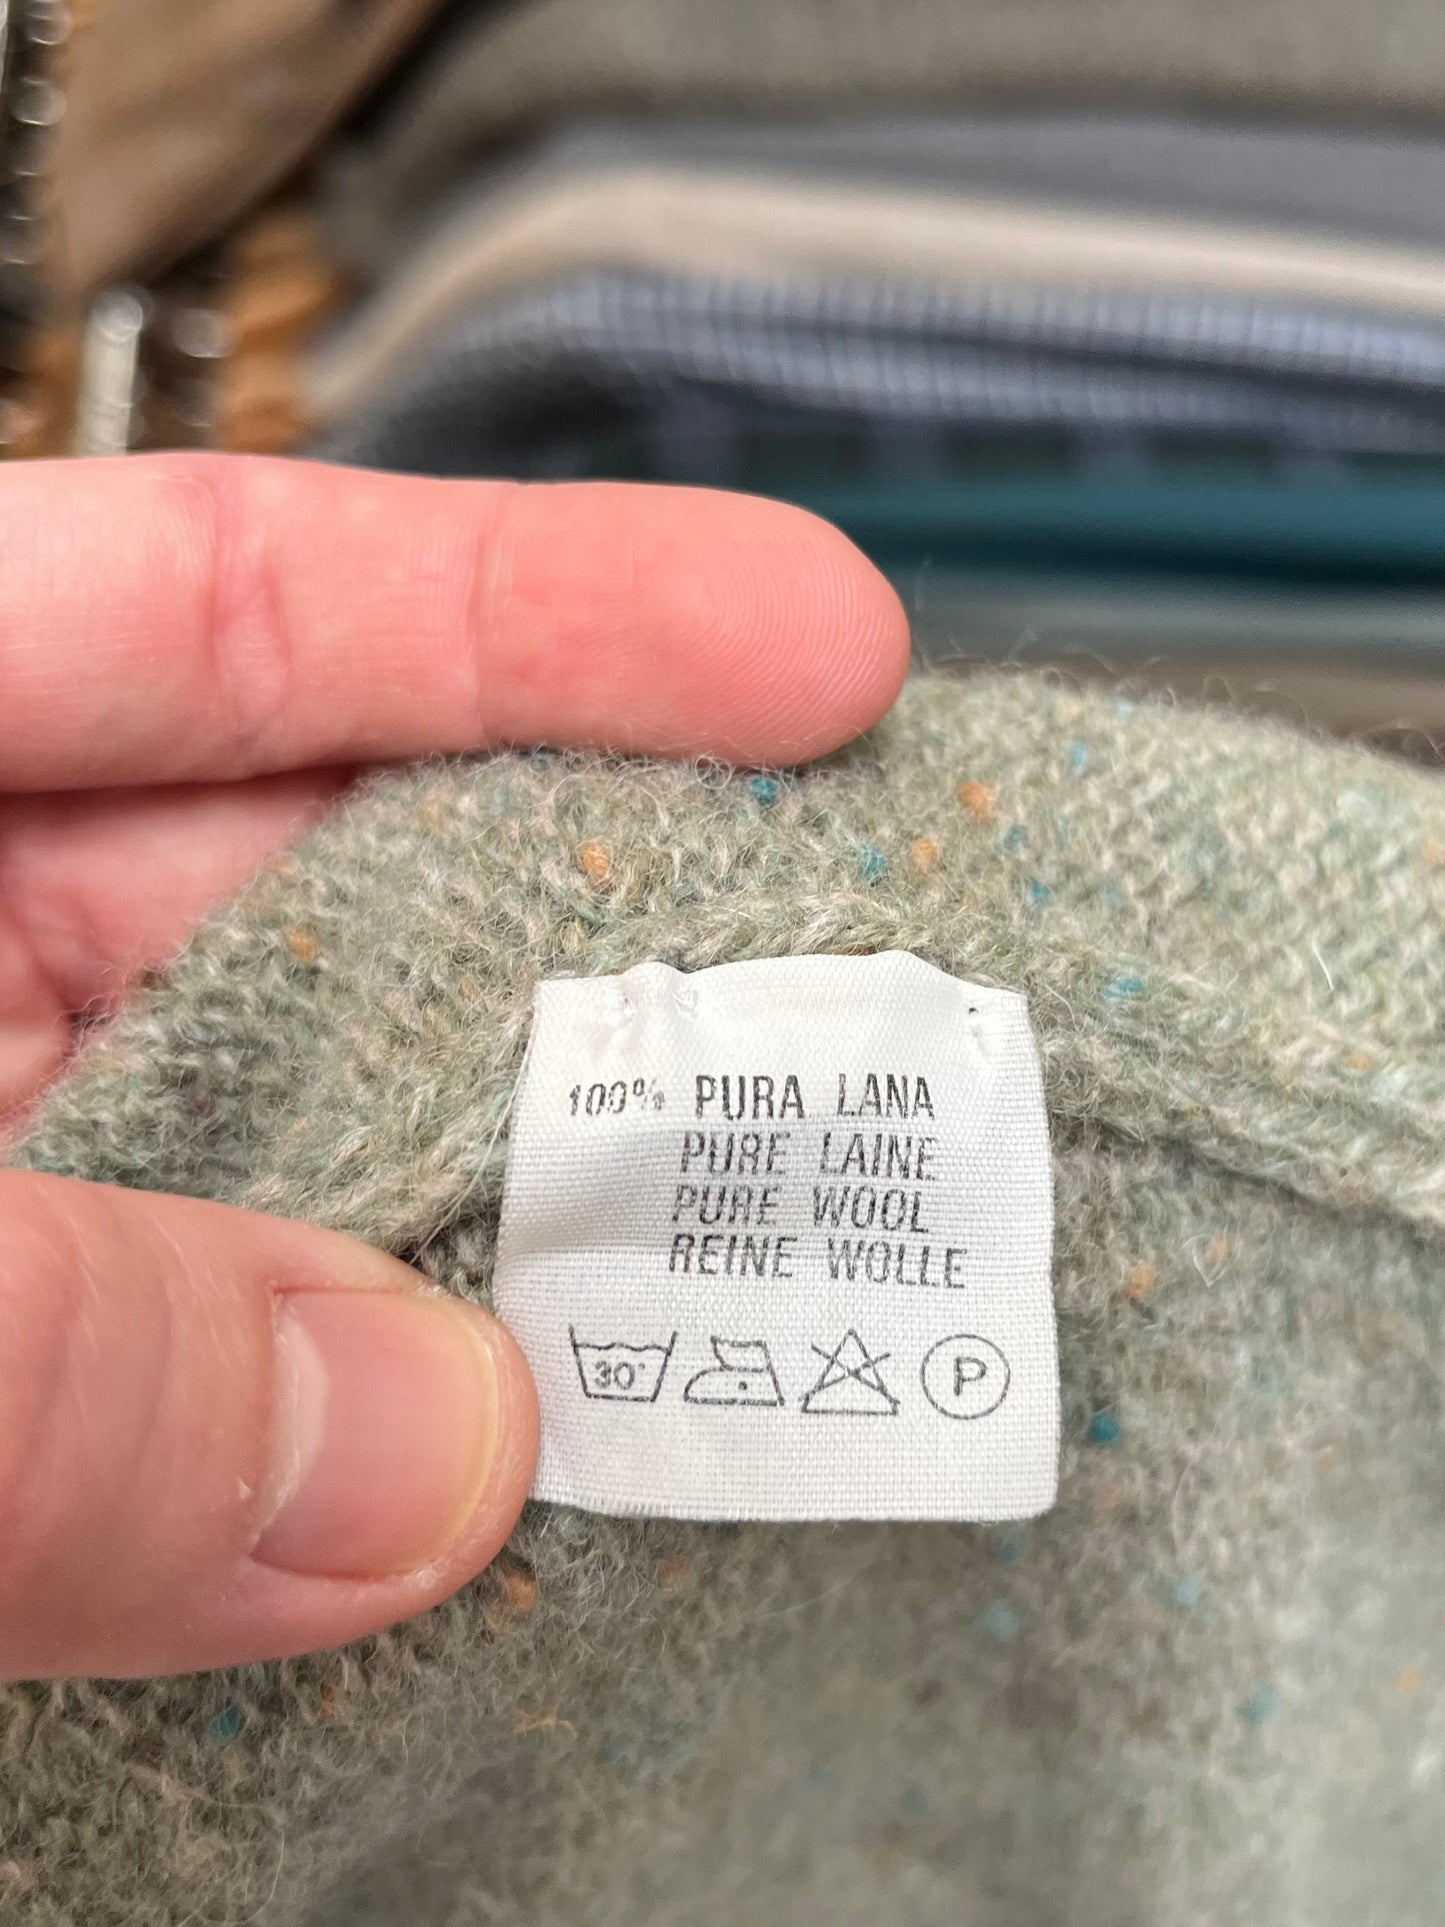 100% PURA LANA
PURE LAINE
PURE WOOL
REINE WOLLE
30° P